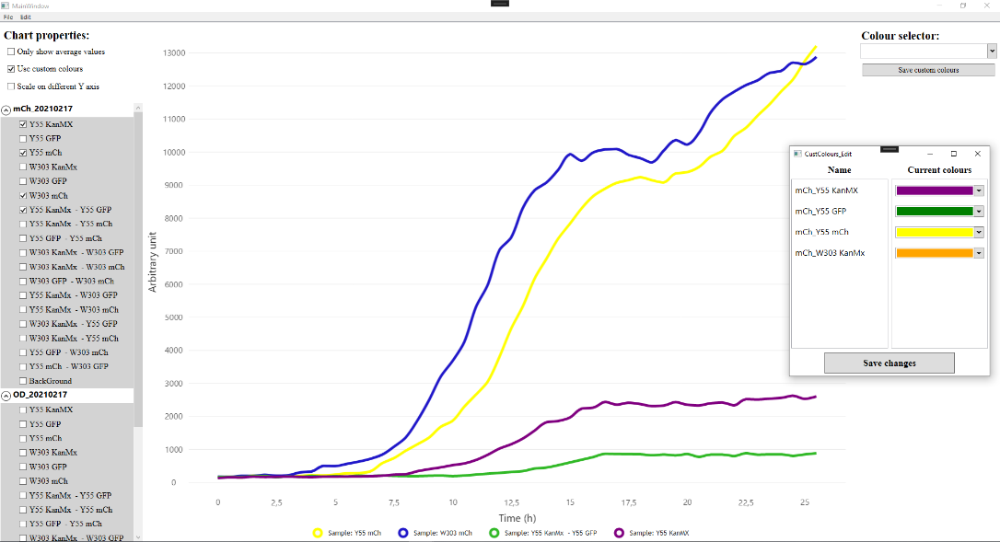 MainWindow
File Edit
Chart properties:
Only show average values
Use custom colours
Scale on different Y axis
mCh_20210217
Y55 KanMX
Y55 GFP
Y55 mCh
W303 KanMx
W303 GFP
W303 mCh
Y55 KanMx - Y55 GFP
Y55 KanMx - Y55 mCh
Y55 GFP - Y55 mCh
W303 KanMx - W303 GFP
W303 KanMx - W303 mCh
W303 GFP - W303 mCh
Y55 KanMx - W303 GFP
Y55 KanMx - W303 mCh
W303 KanMx - Y55 GFP
W303 KanMx - Y55 mCh
Y55 GFP - W303 mCh
Y55 mCh - W303 GFP
BackGround
OD_20210217
Y55 KanMX
Y55 GFP
Y55 mCh
W303 KanMx
W303 GFP
W303 mCh
Y55 KanMx - Y55 GFP
Y55 KanMx - Y55 mCh
Y55 GFP - Y55 mCh
W303 KanMx - W303 GFP
Arbitrary unit
13000
12000
11000
10000
9000
8000
7000
6000
5000
4000
3000
2000
1000
0
0 2,5 5 7,5 10 12,5 15 17,5 20 22,5 25
Time (h)
Sample: Y55 mCh Sample: W303 mCh Sample: Y55 KanMx - Y55 GFP Sample: Y55 KanMX
Colour selector:
Save custom colours
CustColours_Edit
Name Current colours
mCh_Y55 KanMX
mCh_Y55 GFP
mCh_Y55 mCh
mCh_W303 KanMx
Save changes